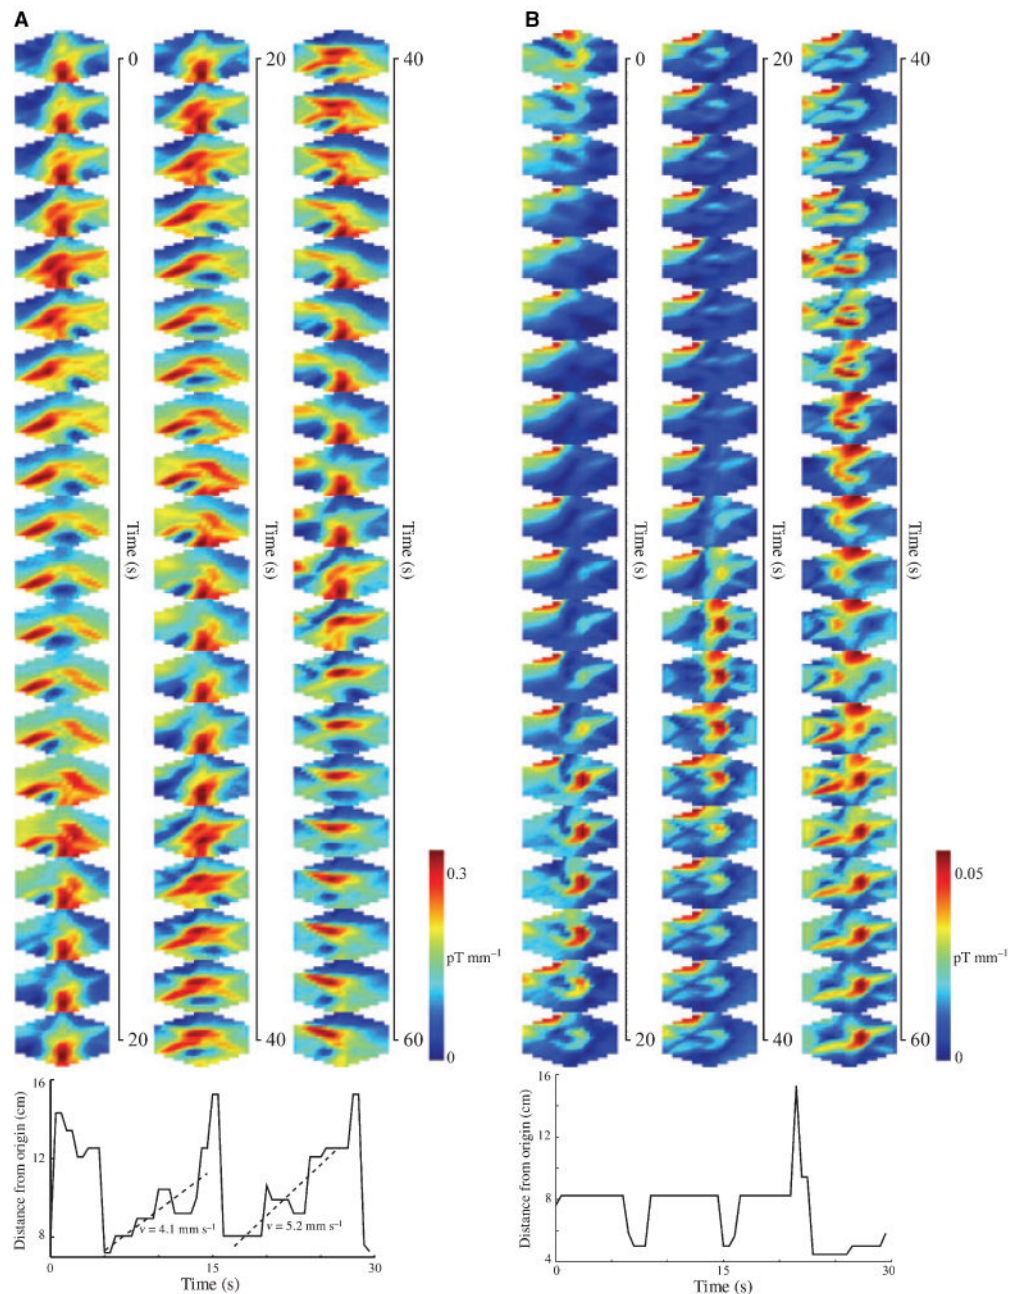 A
B
0
20
40
0
20
40
Time (s)
Time (s)
Time (s)
Time (s)
Time (s)
Time (s)
0.3
pT mm⁻¹
0
0.05
pT mm⁻¹
0
20
40
60
20
40
60
Distance from origin (cm)
16
12
8
v = 4.1 mm s⁻¹
v = 5.2 mm s⁻¹
0
15
30
Time (s)
Distance from origin (cm)
16
12
8
4
0
15
30
Time (s)